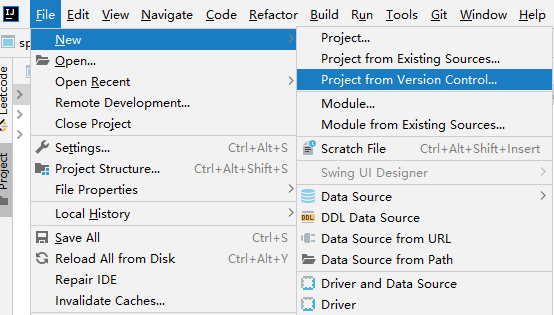 IJ File Edit View Navigate Code Refactor Build Run Tools Git Window Help
sp
Leetcode
Project
New
Open...
Open Recent
Remote Development...
Close Project
Settings... Ctrl+Alt+S
Project Structure... Ctrl+Alt+Shift+S
File Properties
Local History
Save All Ctrl+S
Reload All from Disk Ctrl+Alt+Y
Repair IDE
Invalidate Caches...
Project...
Project from Existing Sources...
Project from Version Control...
Module...
Module from Existing Sources...
Scratch File Ctrl+Alt+Shift+Insert
Swing UI Designer
Data Source
DDL DDL Data Source
Data Source from URL
Data Source from Path
Driver and Data Source
Driver